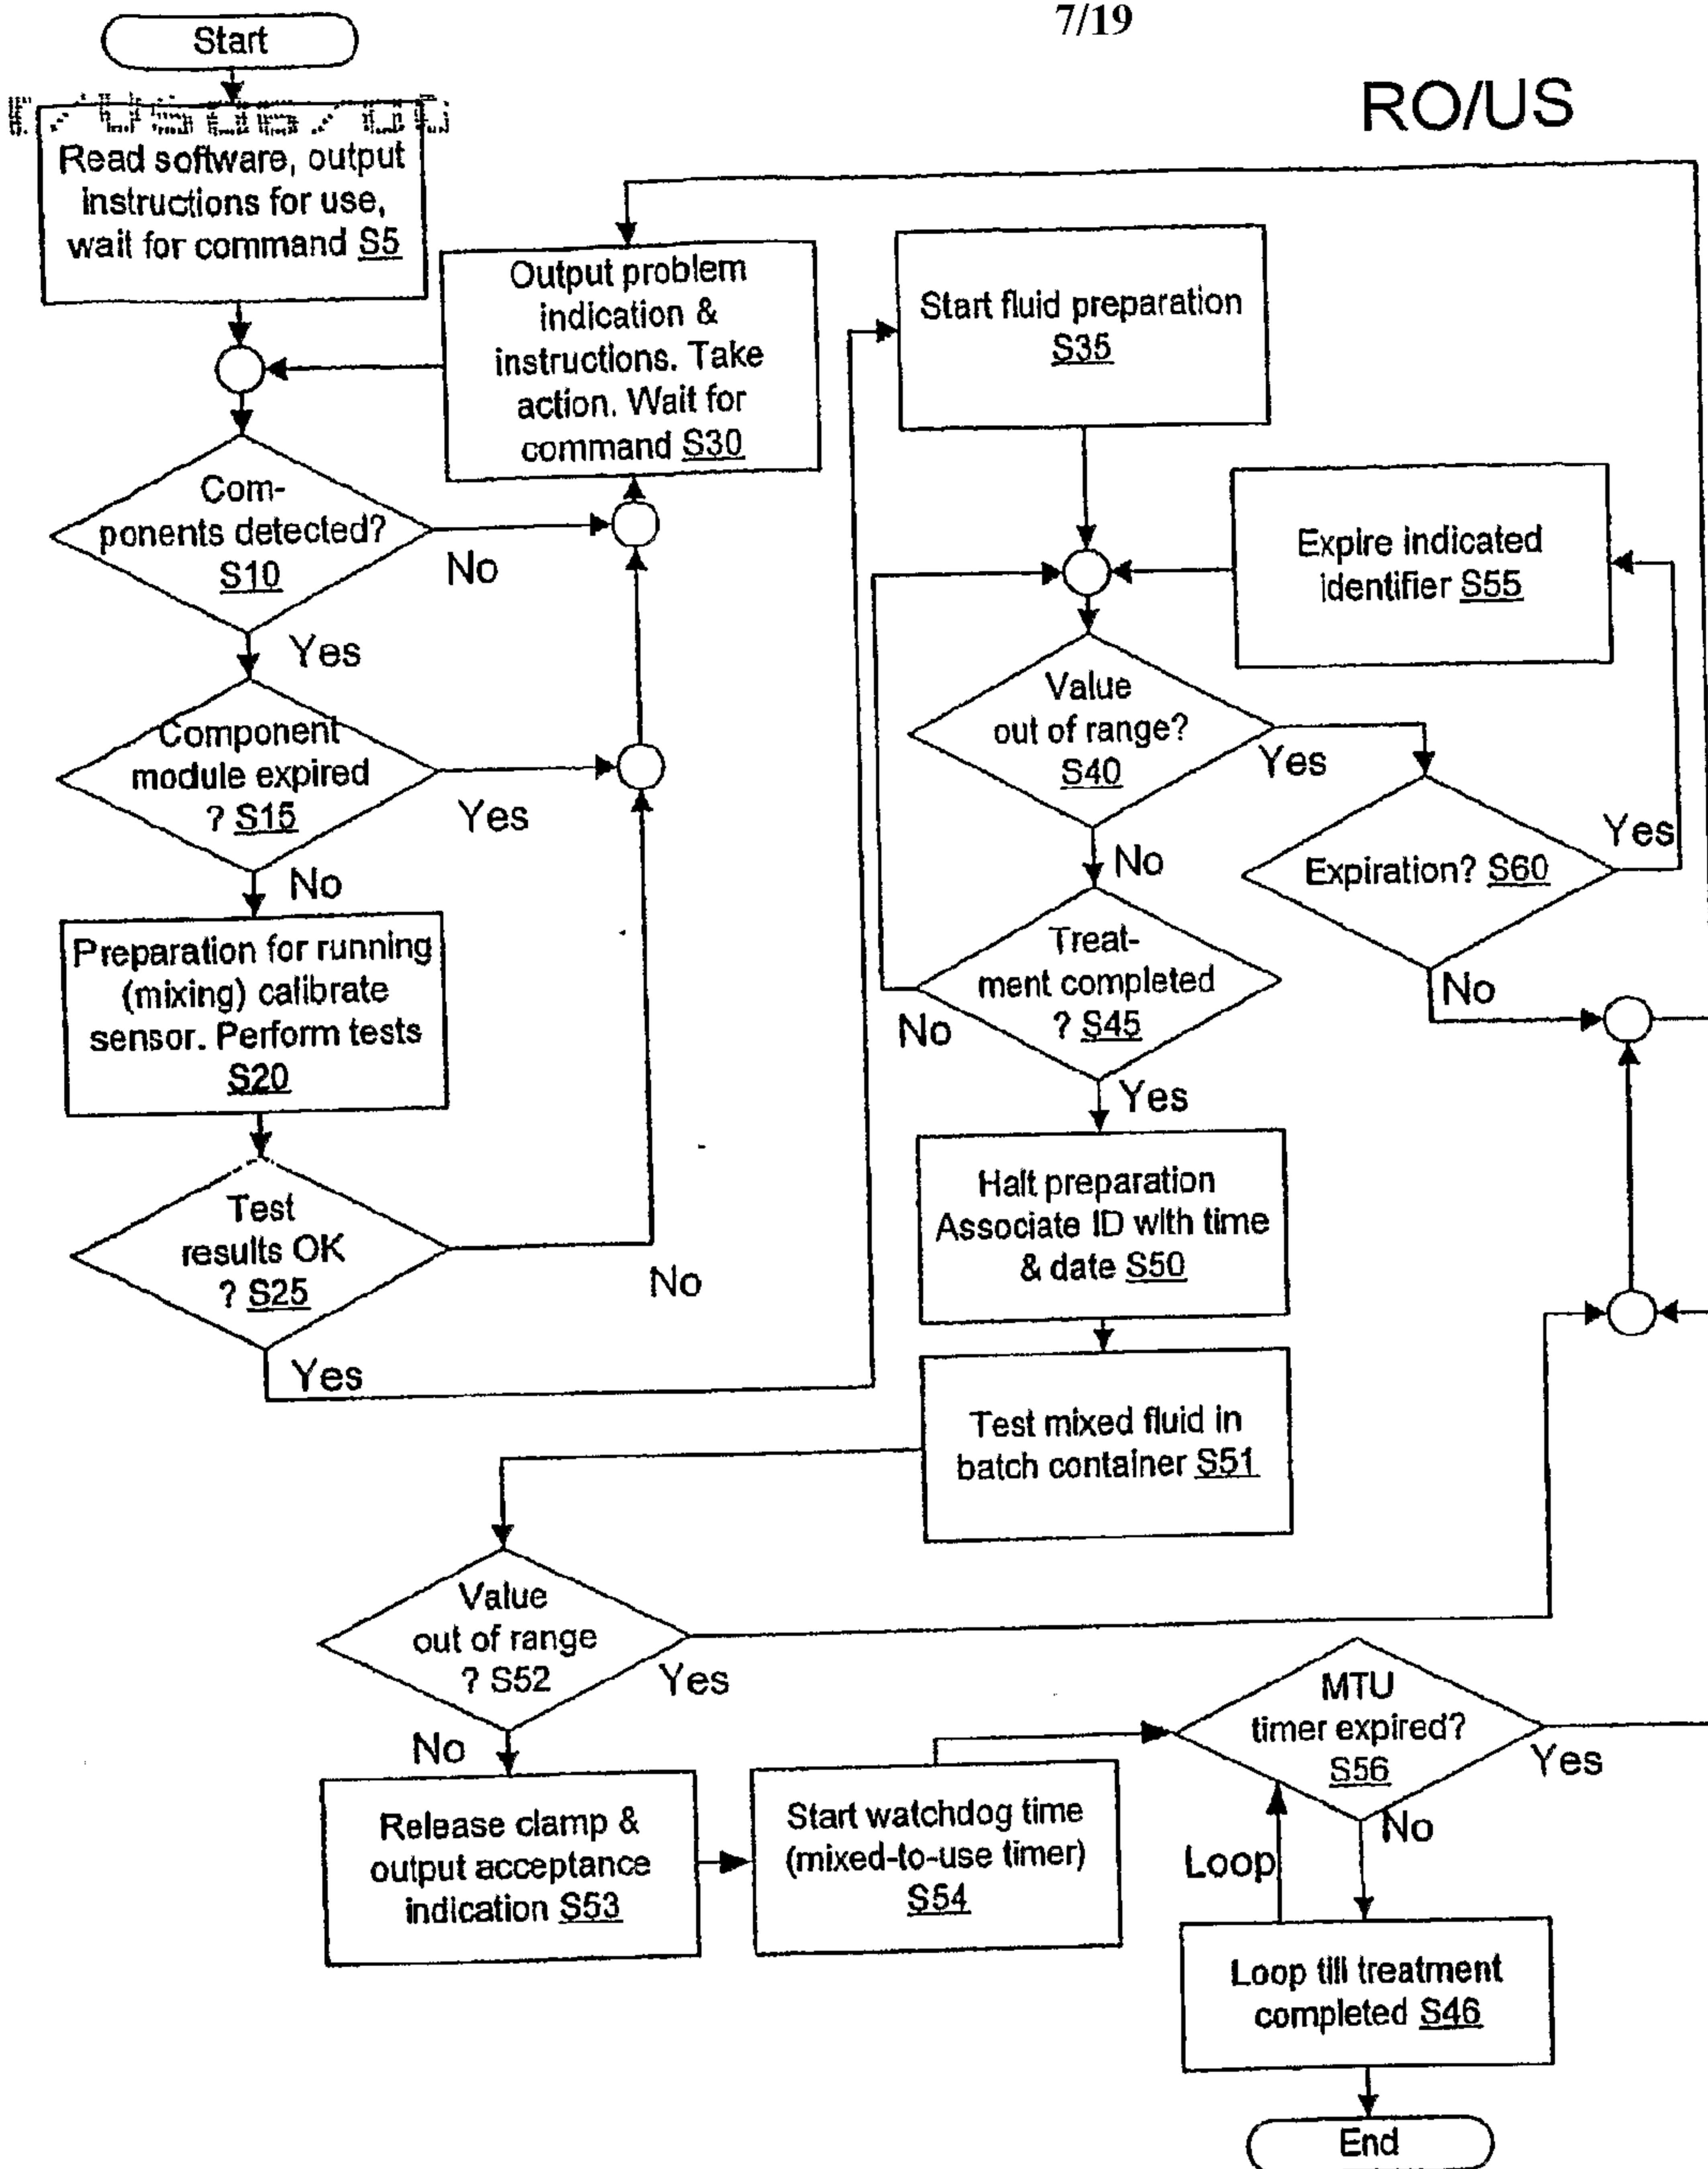 7/19
RO/US
Start
Read software, output
instructions for use,
wait for command S5
Output problem
indication &
instructions. Take
action. Wait for
command S30
Com-
ponents detected?
S10
No
Yes
Component
module expired
? S15
Yes
No
Preparation for running
(mixing) calibrate
sensor. Perform tests
S20
Test
results OK
? S25
No
Yes
Start fluid preparation
S35
Expire indicated
identifier S55
Value
out of range?
S40
Yes
No
Expiration? S60
Yes
No
Treat-
ment completed
? S45
No
Yes
Halt preparation
Associate ID with time
& date S50
Test mixed fluid in
batch container S51
Value
out of range
? S52
Yes
No
Release clamp &
output acceptance
indication S53
Start watchdog time
(mixed-to-use timer)
S54
MTU
timer expired?
S56
Yes
No
Loop
Loop till treatment
completed S46
End